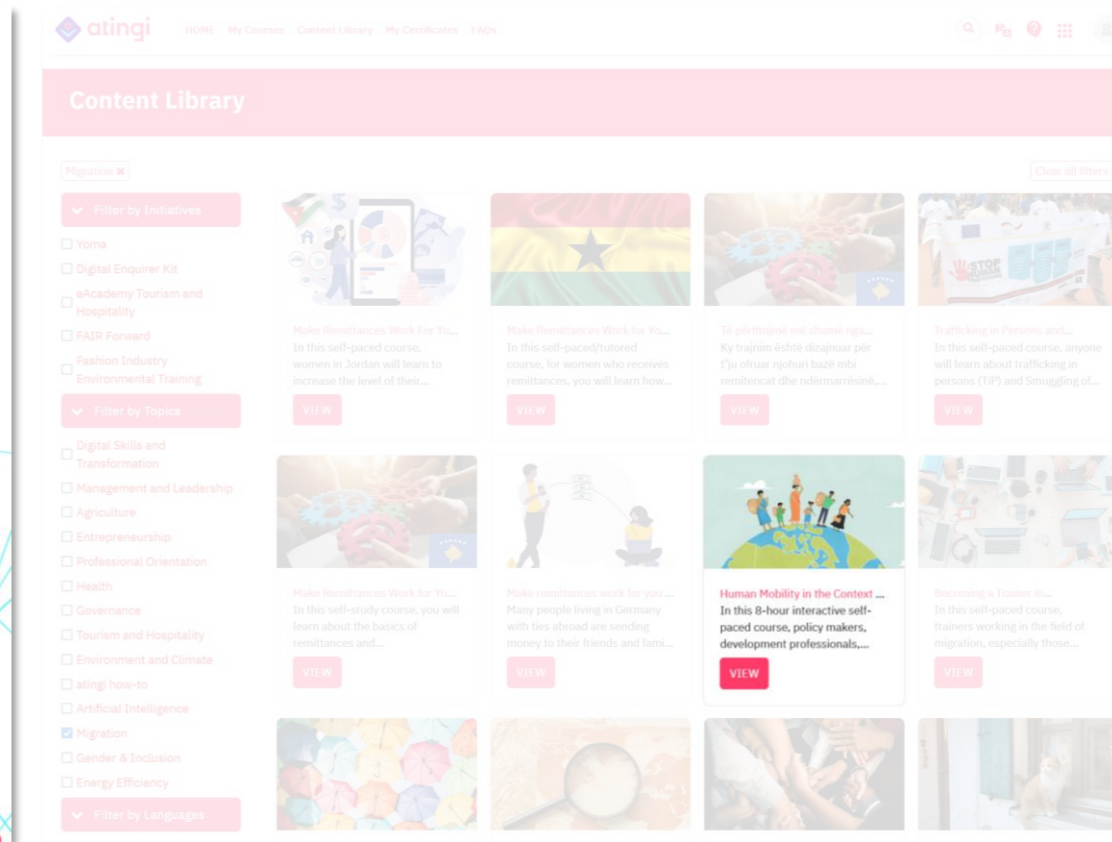 atingi HOME My Courses Content Library My Certificates FAQs
Content Library
Migration ✖ Clear all filters
Filter by Initiatives
Yoma
Digital Enquirer Kit
eAcademy Tourism and
Hospitality
FAIR Forward
Fashion Industry
Environmental Training
Filter by Topics
Digital Skills and
Transformation
Management and Leadership
Agriculture
Entrepreneurship
Professional Orientation
Health
Governance
Tourism and Hospitality
Environment and Climate
atingi how-to
Artificial Intelligence
Migration
Gender & Inclusion
Energy Efficiency
Filter by Languages
Make Remittances Work For Yo...
In this self-paced course,
women in Jordan will learn to
increase the level of their...
VIEW
Make Remittances Work for Yo...
In this self-paced/tutored
course, for women who receives
remittances, you will learn how...
VIEW
Të përfitojmë më shumë nga...
Ky trajnim është dizajnuar për
t'ju ofruar njohuri bazë mbi
remitencat dhe ndërmarrësinë,...
VIEW
STOP
HUMAN
Trafficking in Persons and...
In this self-paced course, anyone
will learn about trafficking in
persons (TiP) and Smuggling of...
VIEW
Make Remittances Work for Yo...
In this self-study course, you will
learn about the basics of
remittances and...
VIEW
Make remittances work for you ...
Many people living in Germany
with ties abroad are sending
money to their friends and fami...
VIEW
Human Mobility in the Context ...
In this 8-hour interactive self-
paced course, policy makers,
development professionals,...
VIEW
Becoming a Trainer in...
In this self-paced course,
trainers working in the field of
migration, especially those...
VIEW